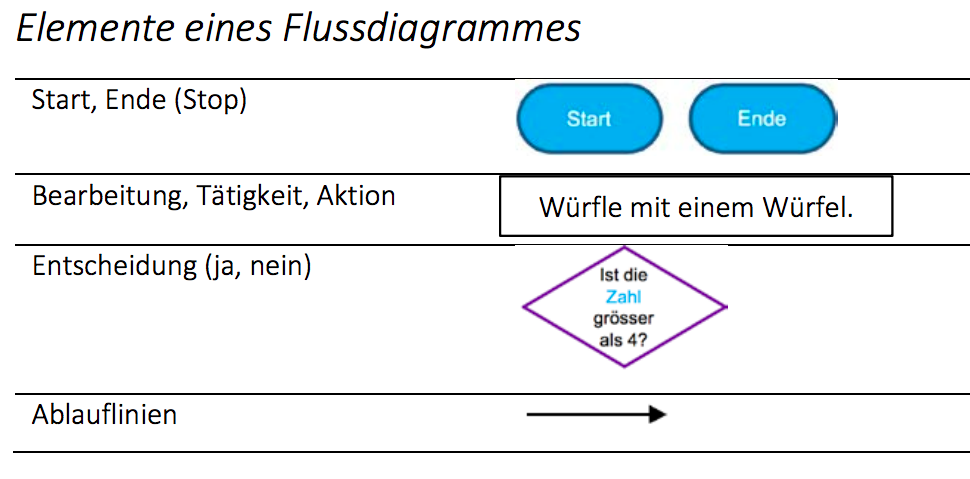 Elemente eines Flussdiagrammes
Start, Ende (Stop)
Start
Ende
Bearbeitung, Tätigkeit, Aktion
Würfle mit einem Würfel.
Entscheidung (ja, nein)
Ist die
Zahl
grösser
als 4?
Ablauflinien